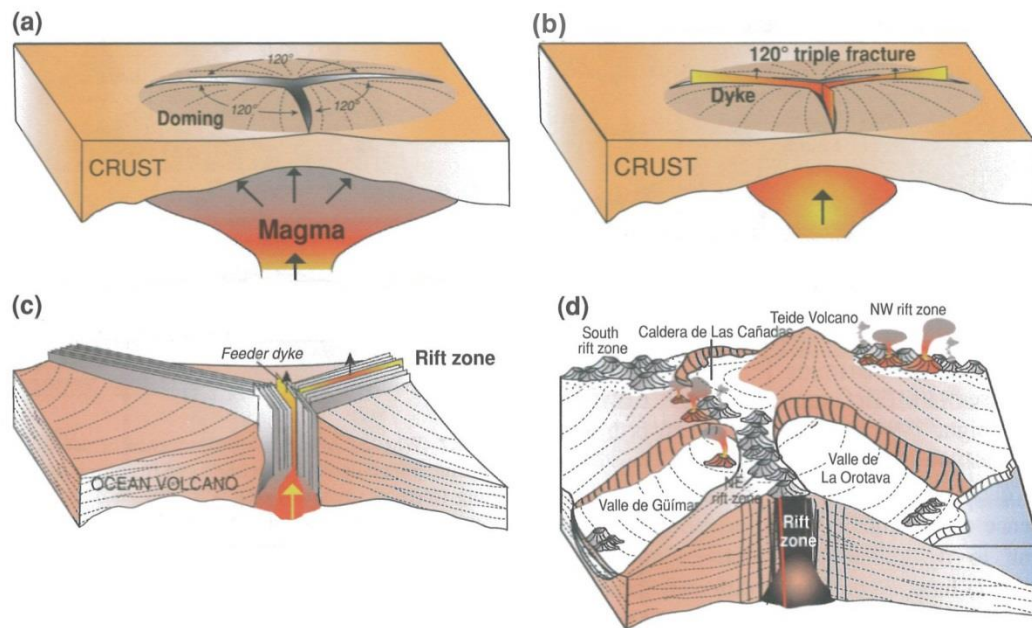 (a)
120°
120°
120°
Doming
CRUST
Magma
(b)
120° triple fracture
Dyke
CRUST
(c)
Feeder dyke
Rift zone
OCEAN VOLCANO
(d)
Teide Volcano
NW rift zone
South
rift zone
Caldera de Las Cañadas
Valle de
La Orotava
NE
rift zone
Valle de Güímar
Rift
zone